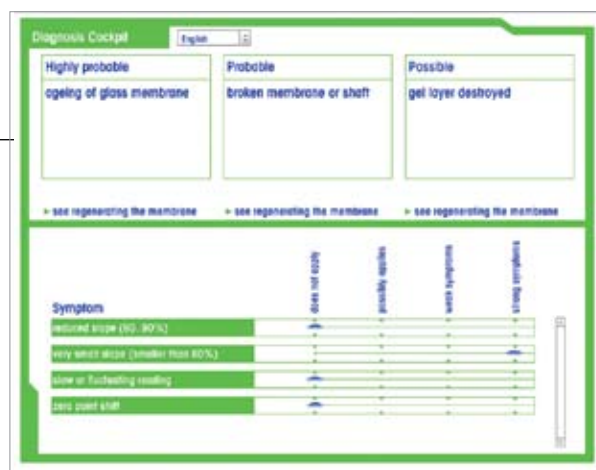 Diagnosis Cockpit
English
Highly probable
Probable
Possible
ageing of glass membrane
broken membrane or shaft
gel layer destroyed
see regenerating the membrane
see regenerating the membrane
see regenerating the membrane
does not apply
possibly applies
weak symptoms
strong symptoms
Symptom
reduced slope (60..90%)
very small slope (smaller than 60%)
slow or fluctuating reading
zero point shift